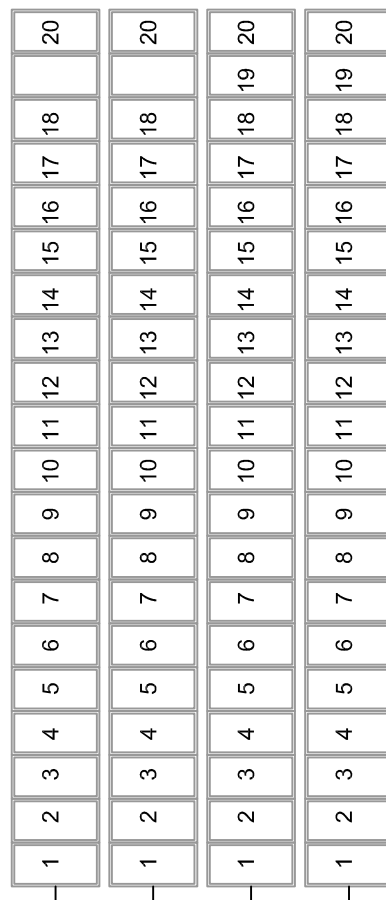 20 20 20 20
19 19
18 18 18 18
17 17 17 17
16 16 16 16
15 15 15 15
14 14 14 14
13 13 13 13
12 12 12 12
11 11 11 11
10 10 10 10
9 9 9 9
8 8 8 8
7 7 7 7
6 6 6 6
5 5 5 5
4 4 4 4
3 3 3 3
2 2 2 2
1 1 1 1